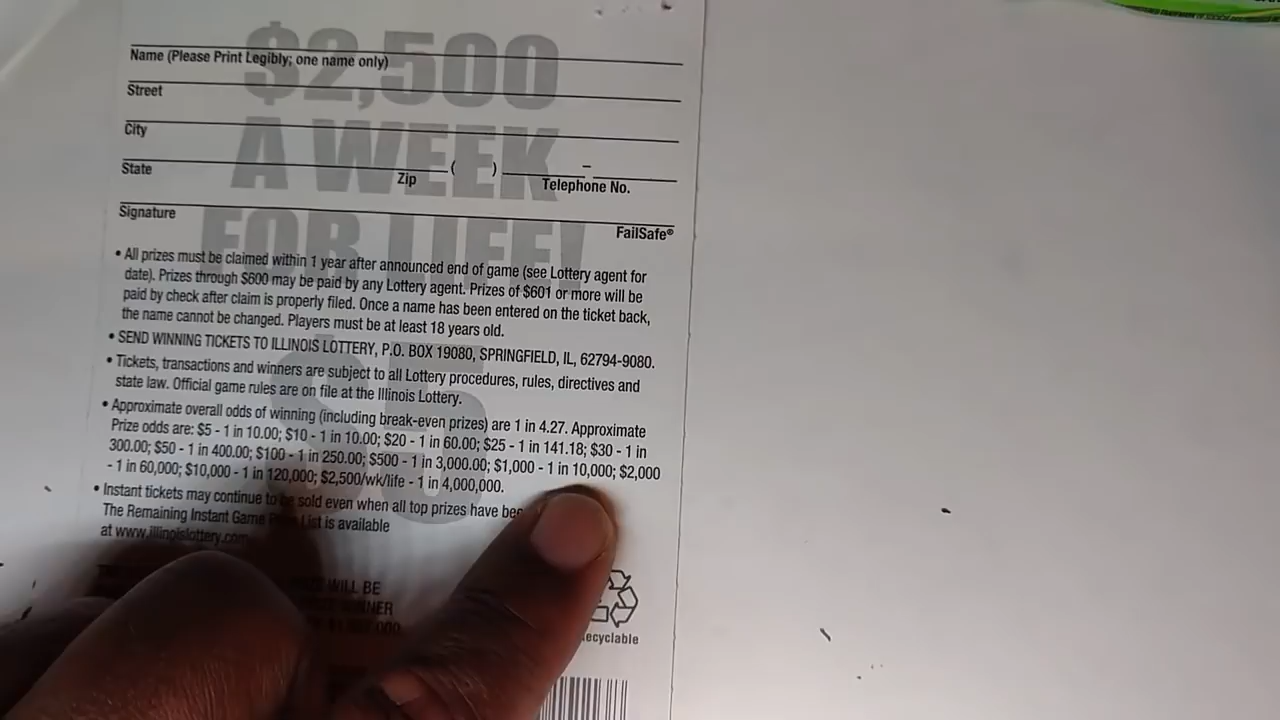 $2,500
A WEEK
FOR LIFE!
$5
Name (Please Print Legibly; one name only)
Street
City
State Zip ( ) – Telephone No.
Signature
FailSafe®
• All prizes must be claimed within 1 year after announced end of game (see Lottery agent for
date). Prizes through $600 may be paid by any Lottery agent. Prizes of $601 or more will be
paid by check after claim is properly filed. Once a name has been entered on the ticket back,
the name cannot be changed. Players must be at least 18 years old.
• SEND WINNING TICKETS TO ILLINOIS LOTTERY, P.O. BOX 19080, SPRINGFIELD, IL, 62794-9080.
• Tickets, transactions and winners are subject to all Lottery procedures, rules, directives and
state law. Official game rules are on file at the Illinois Lottery.
• Approximate overall odds of winning (including break-even prizes) are 1 in 4.27. Approximate
Prize odds are: $5 - 1 in 10.00; $10 - 1 in 10.00; $20 - 1 in 60.00; $25 - 1 in 141.18; $30 - 1 in
300.00; $50 - 1 in 400.00; $100 - 1 in 250.00; $500 - 1 in 3,000.00; $1,000 - 1 in 10,000; $2,000
- 1 in 60,000; $10,000 - 1 in 120,000; $2,500/wk/life - 1 in 4,000,000.
• Instant tickets may continue to be sold even when all top prizes have
The Remaining Instant Game List is available
at www.illinoislottery.com
WILL BE